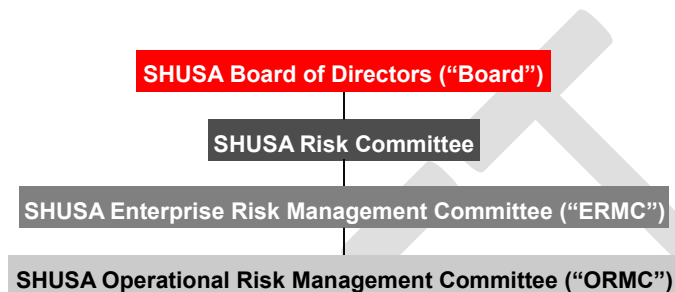 SHUSA Board of Directors (“Board”)
SHUSA Risk Committee
SHUSA Enterprise Risk Management Committee (“ERMC”)
SHUSA Operational Risk Management Committee (“ORMC”)